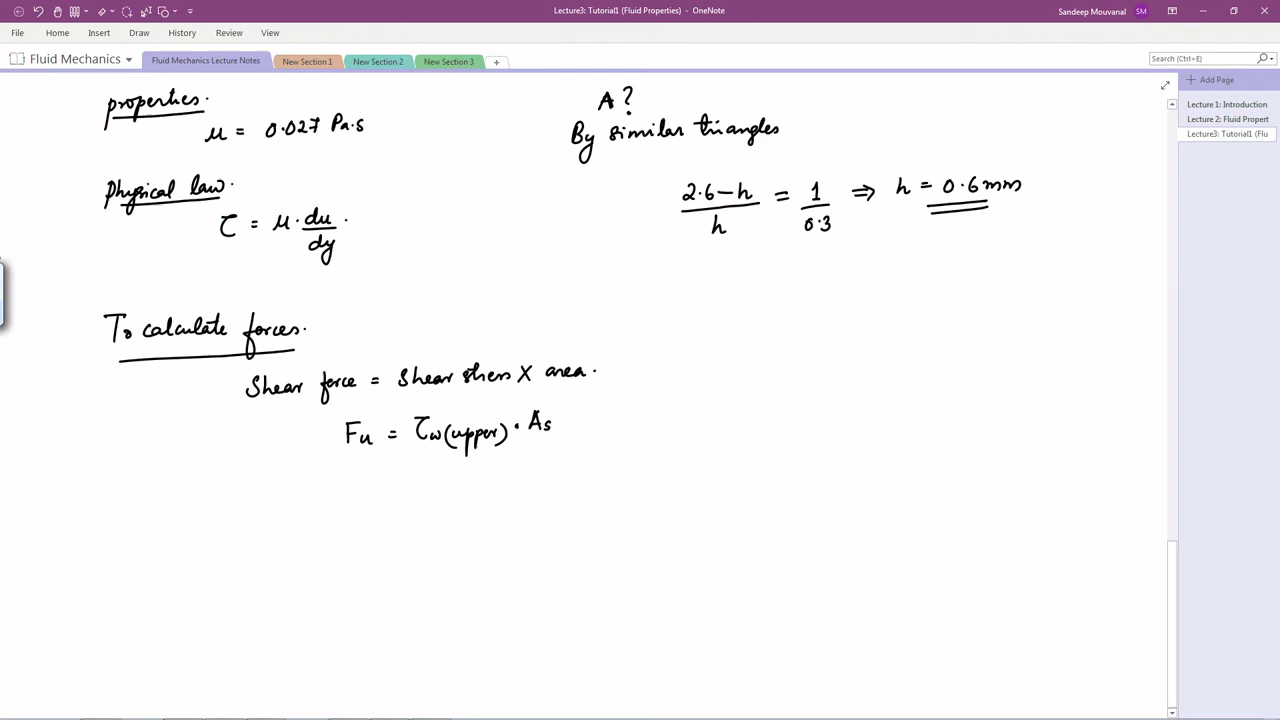 Lecture3: Tutorial1 (Fluid Properties) - OneNote
Sandeep Mouvanal SM
File Home Insert Draw History Review View
Fluid Mechanics
Fluid Mechanics Lecture Notes New Section 1 New Section 2 New Section 3 +
Search (Ctrl+E)
Add Page
Lecture 1: Introduction
Lecture 2: Fluid Propert
Lecture3: Tutorial1 (Flu
properties.
μ = 0.027 Pa.s
Physical law.
τ = μ. du/dy.
To calculate forces.
Shear force = Shear stress X area.
Fu = τw(upper) . As
A?
By similar triangles
2.6-h/h = 1/0.3 ⇒ h = 0.6mm